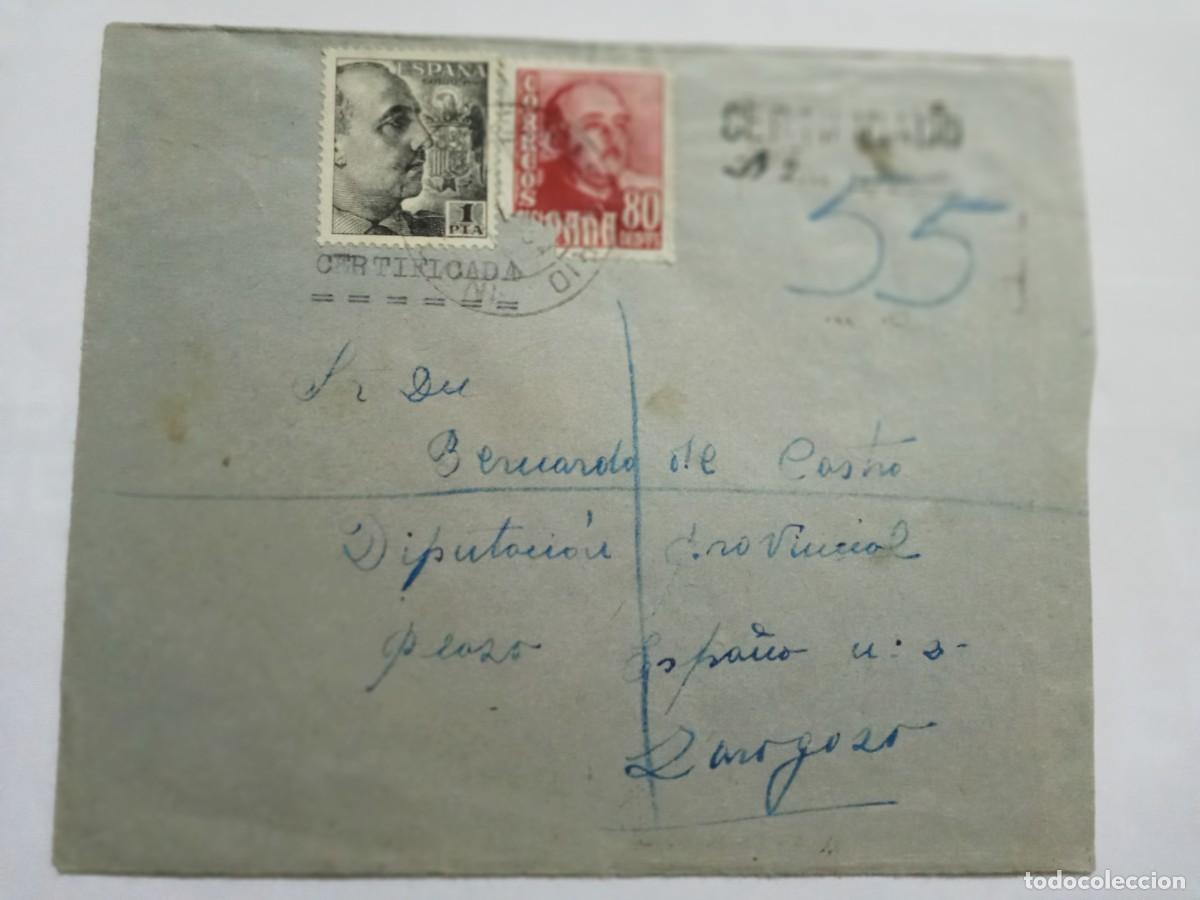 ESPAÑA
CORREOS
1
PTA
ESPAÑA
80
CERTIFICADO
N
55
CERTIFICADA
======
Sr Dn
Bernardo de Castro
Diputación Provincial
Plaza España n: 2-
Zaragoza
todocoleccion